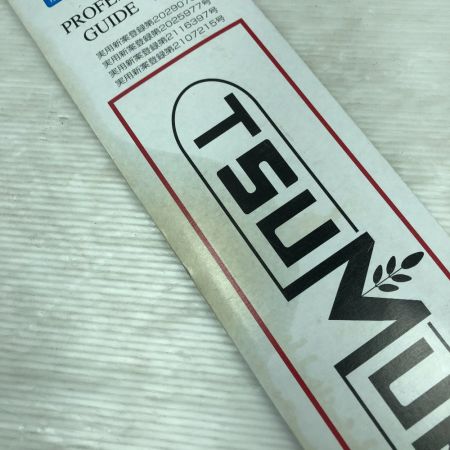 PROFE
GUIDE
実用新案登録第202907
実用新案登録第2025977号
実用新案登録第2116397号
実用新案登録第2107215号
TSUMU